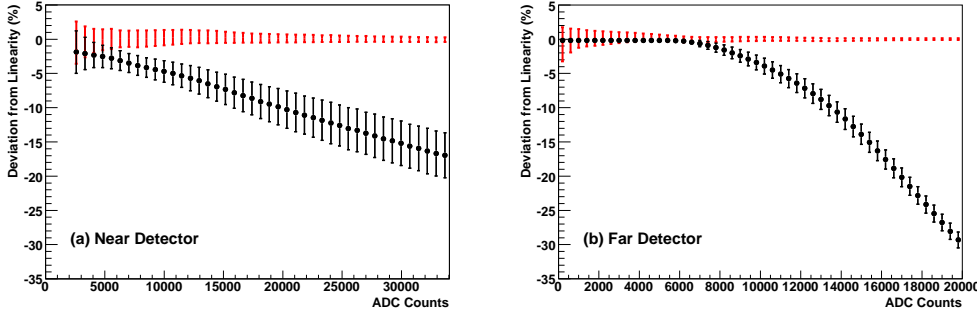 Deviation from Linearity (%)
5
0
-5
-10
-15
-20
-25
-30
-35
(a) Near Detector
0 5000 10000 15000 20000 25000 30000
ADC Counts
Deviation from Linearity (%)
5
0
-5
-10
-15
-20
-25
-30
-35
(b) Far Detector
0 2000 4000 6000 8000 10000 12000 14000 16000 18000 20000
ADC Counts